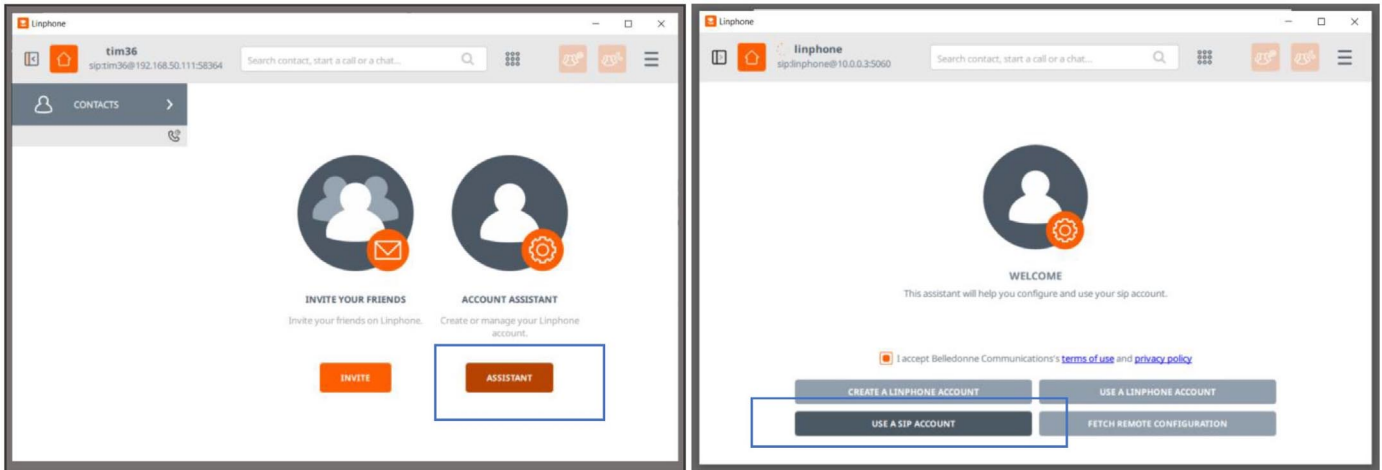 Linphone
tim36
sip:tim36@192.168.50.111:58364
Search contact, start a call or a chat...
CONTACTS
INVITE YOUR FRIENDS
Invite your friends on Linphone.
INVITE
ACCOUNT ASSISTANT
Create or manage your Linphone
account.
ASSISTANT
Linphone
linphone
sip:linphone@10.0.0.3:5060
Search contact, start a call or a chat...
WELCOME
This assistant will help you configure and use your sip account.
I accept Belledonne Communications's terms of use and privacy policy
CREATE A LINPHONE ACCOUNT
USE A LINPHONE ACCOUNT
USE A SIP ACCOUNT
FETCH REMOTE CONFIGURATION